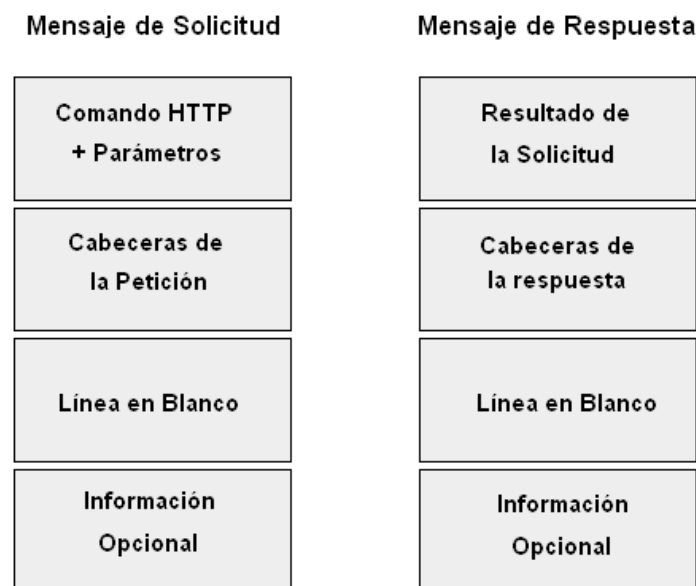 Mensaje de Solicitud
Comando HTTP
+ Parámetros
Cabeceras de
la Petición
Línea en Blanco
Información
Opcional
Mensaje de Respuesta
Resultado de
la Solicitud
Cabeceras de
la respuesta
Línea en Blanco
Información
Opcional